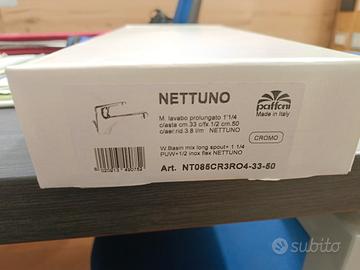 NETTUNO
M. lavabo prolungato 1"1/4
c/asta cm.33 c/fx.1/2 cm.50
c/aer.rid.3.8 l/m NETTUNO
paffoni
Made in Italy
CROMO
W.Basin mix long spout+ 1 1/4
PUW+1/2 inox flex NETTUNO
Art. NT085CR3RO4-33-50
subito